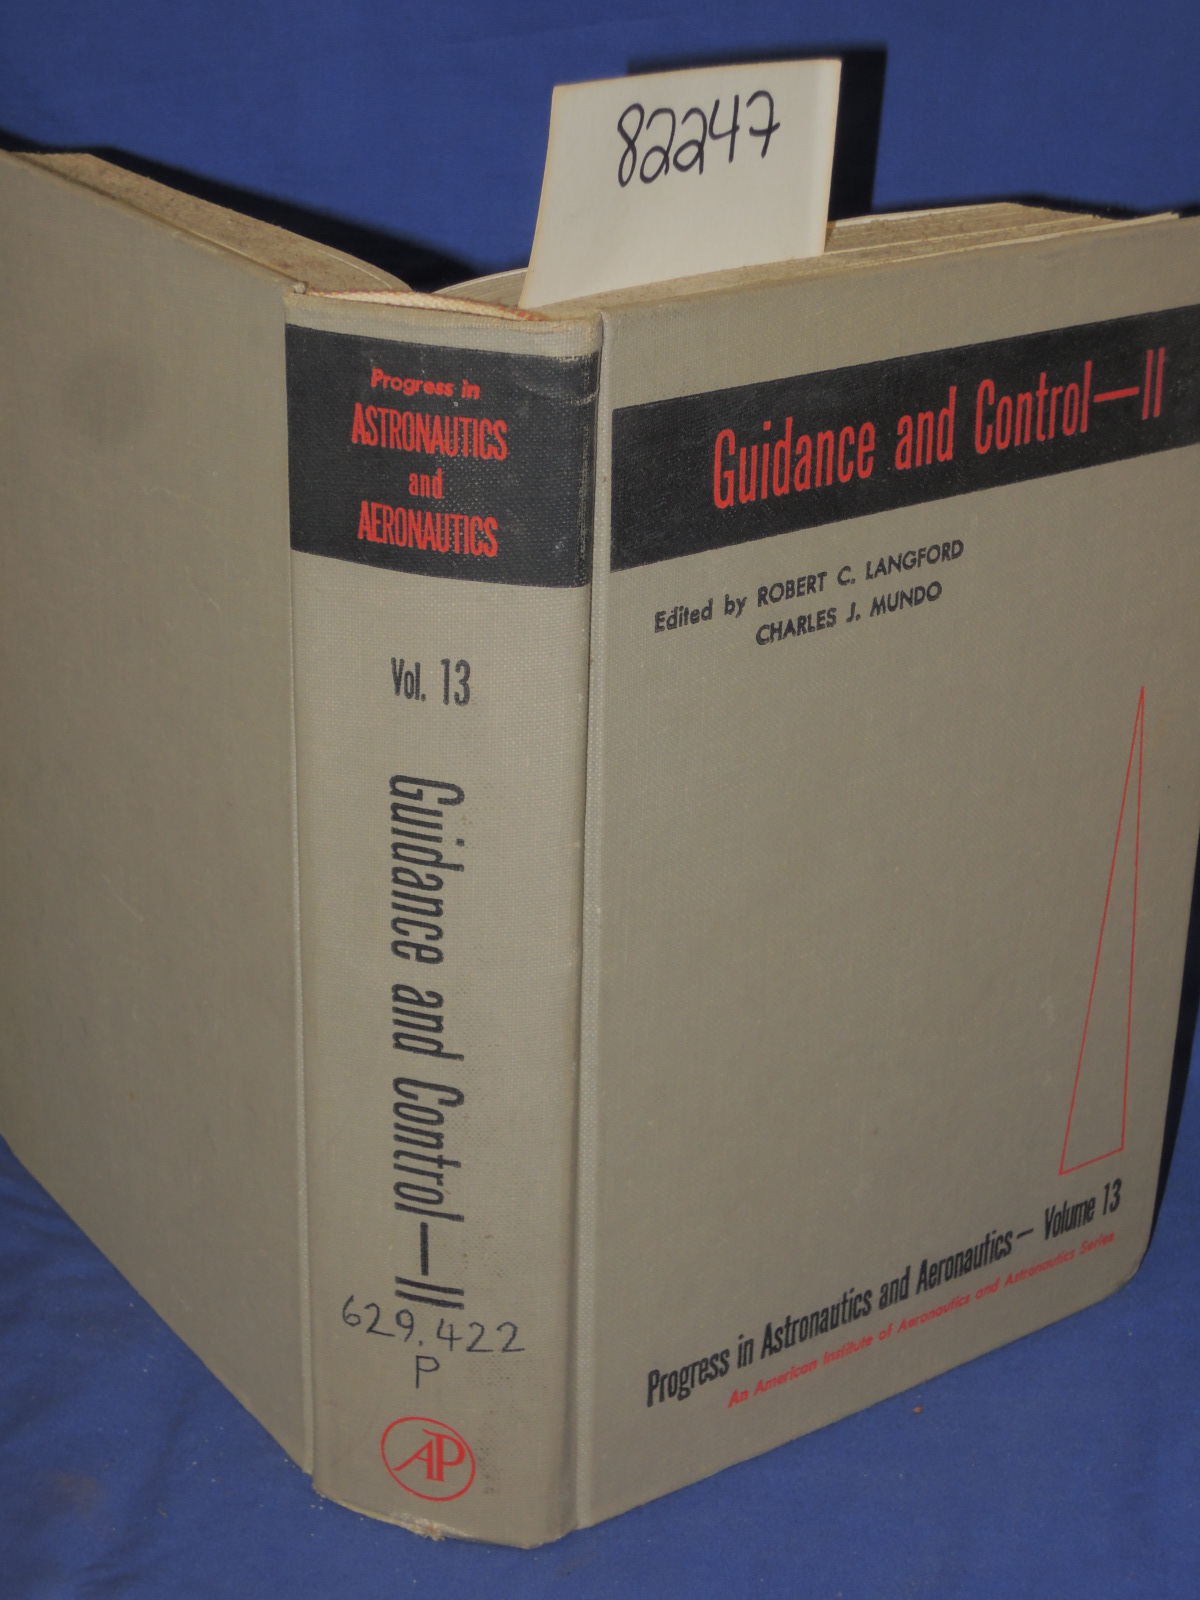 82247
Progress in
ASTRONAUTICS
and
AERONAUTICS
Vol. 13
Guidance and Control—II
629.422
P
AP
Guidance and Control—II
Edited by ROBERT C. LANGFORD
CHARLES J. MUNDO
Progress in Astronautics and Aeronautics — Volume 13
An American Institute of Aeronautics and Astronautics Series